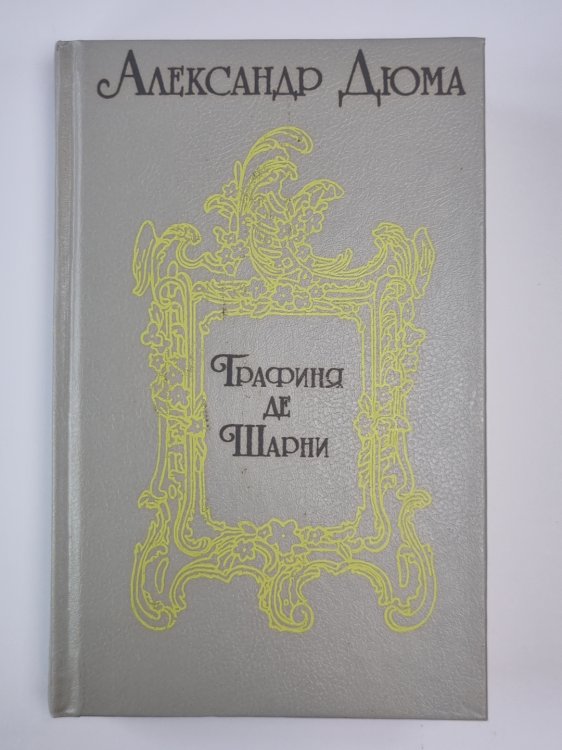 Александр Дюма
Графиня
де
Шарни